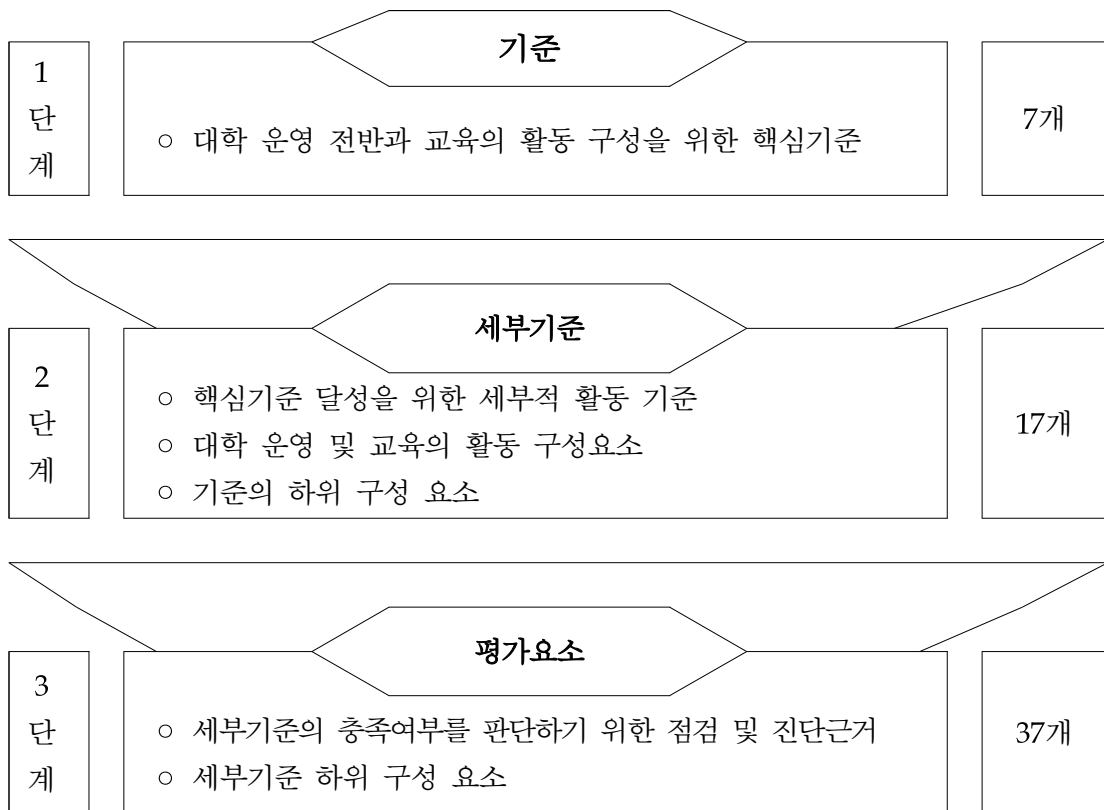 기준
1
단
계
○ 대학 운영 전반과 교육의 활동 구성을 위한 핵심기준
7개
세부기준
2
단
계
○ 핵심기준 달성을 위한 세부적 활동 기준
○ 대학 운영 및 교육의 활동 구성요소
○ 기준의 하위 구성 요소
17개
평가요소
3
단
계
○ 세부기준의 충족여부를 판단하기 위한 점검 및 진단근거
○ 세부기준 하위 구성 요소
37개